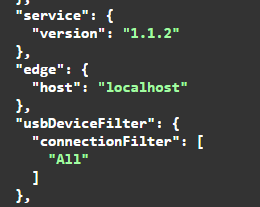 "service": {
"version": "1.1.2"
},
"edge": {
"host": "localhost"
},
"usbDeviceFilter": {
"connectionFilter": [
"All"
]
},